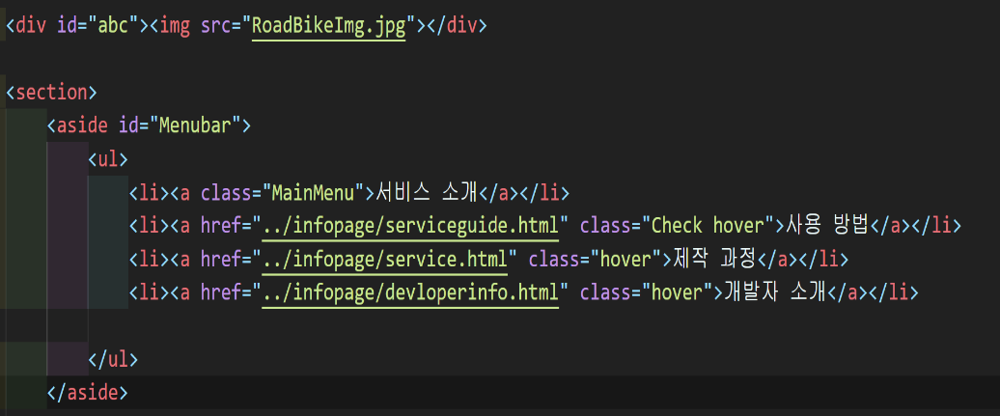 <div id="abc"><img src="RoadBikeImg.jpg"></div>
<section>
<aside id="Menubar">
<ul>
<li><a class="MainMenu">서비스 소개</a></li>
<li><a href="../infopage/serviceguide.html" class="Check hover">사용 방법</a></li>
<li><a href="../infopage/service.html" class="hover">제작 과정</a></li>
<li><a href="../infopage/devloperinfo.html" class="hover">개발자 소개</a></li>
</ul>
</aside>